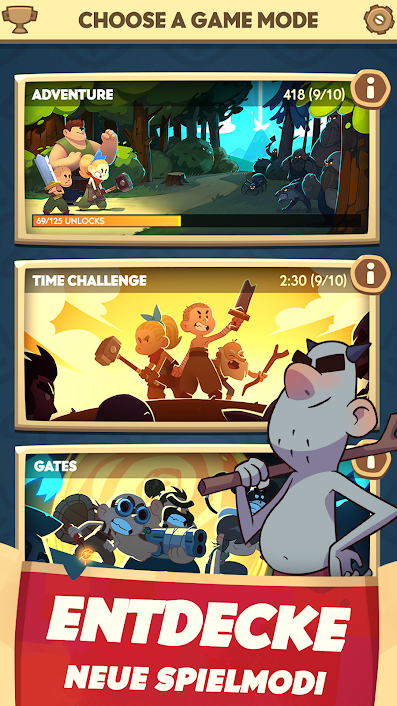 CHOOSE A GAME MODE
ADVENTURE 418 (9/10)
69/125 UNLOCKS
TIME CHALLENGE 2:30 (9/10)
GATES
ENTDECKE
NEUE SPIELMODI